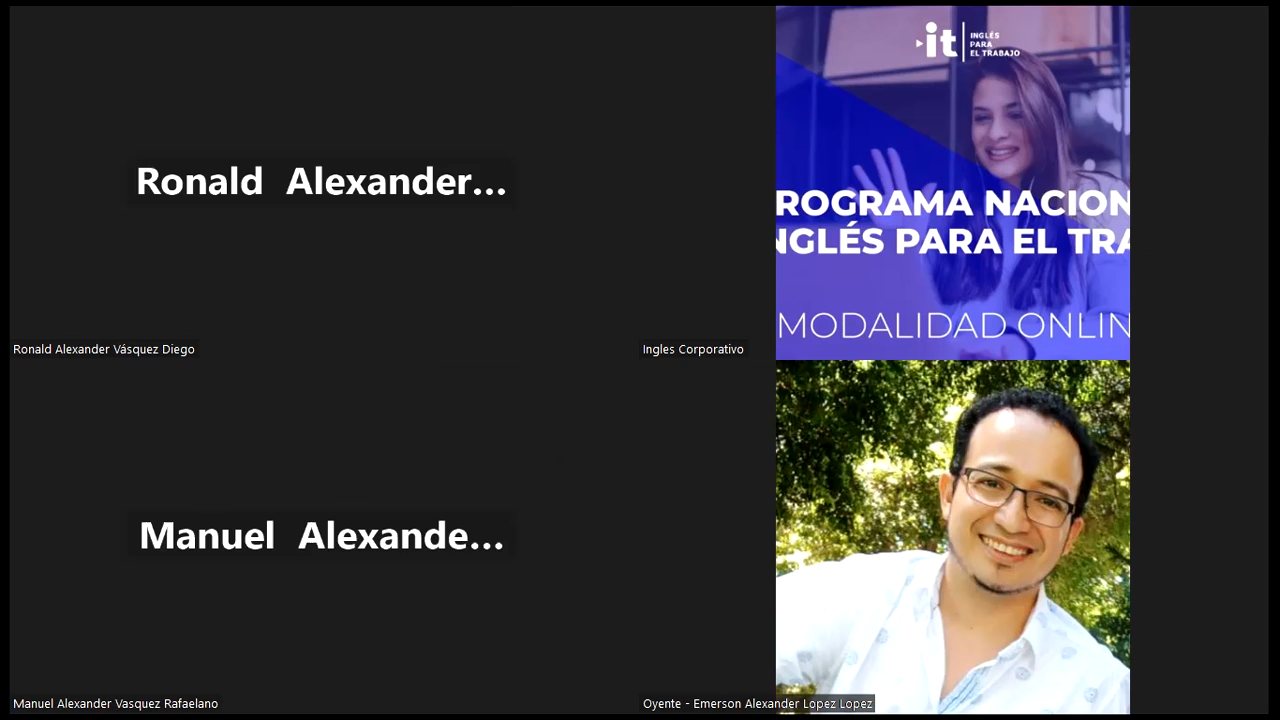 Ronald Alexander...
Ronald Alexander Vásquez Diego
it
INGLÉS
PARA
EL TRABAJO
ROGRAMA NACION
NGLÉS PARA EL TRA
MODALIDAD ONLIN
Ingles Corporativo
Manuel Alexande...
Manuel Alexander Vasquez Rafaelano
Oyente - Emerson Alexander Lopez Lopez